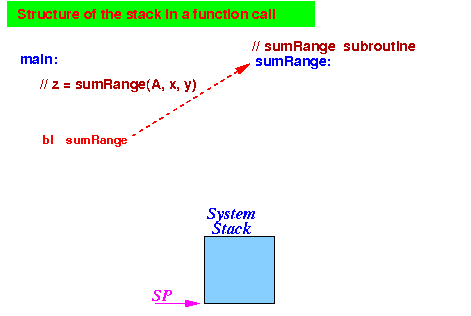 Structure of the stack in a function call
// sumRange subroutine
main:
sumRange:
// z = sumRange(A, x, y)
bl sumRange
System
Stack
SP